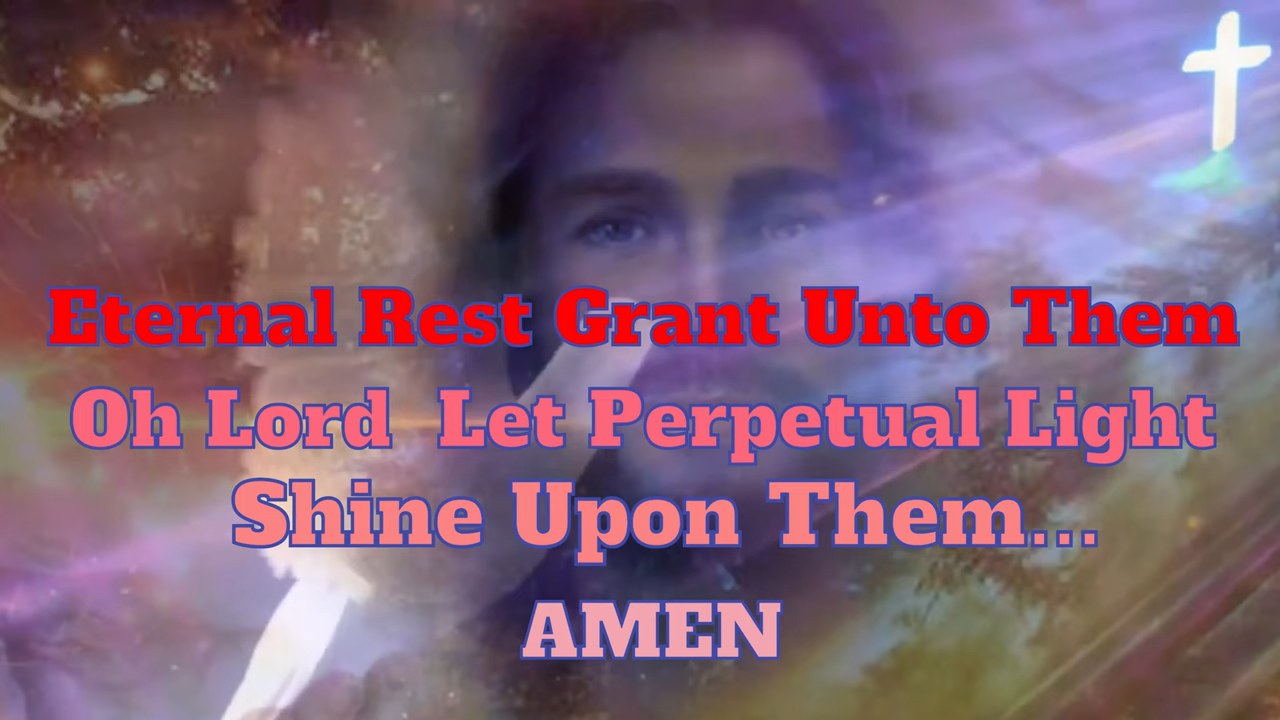 Eternal Rest Grant Unto Them
Oh Lord Let Perpetual Light
Shine Upon Them...
AMEN